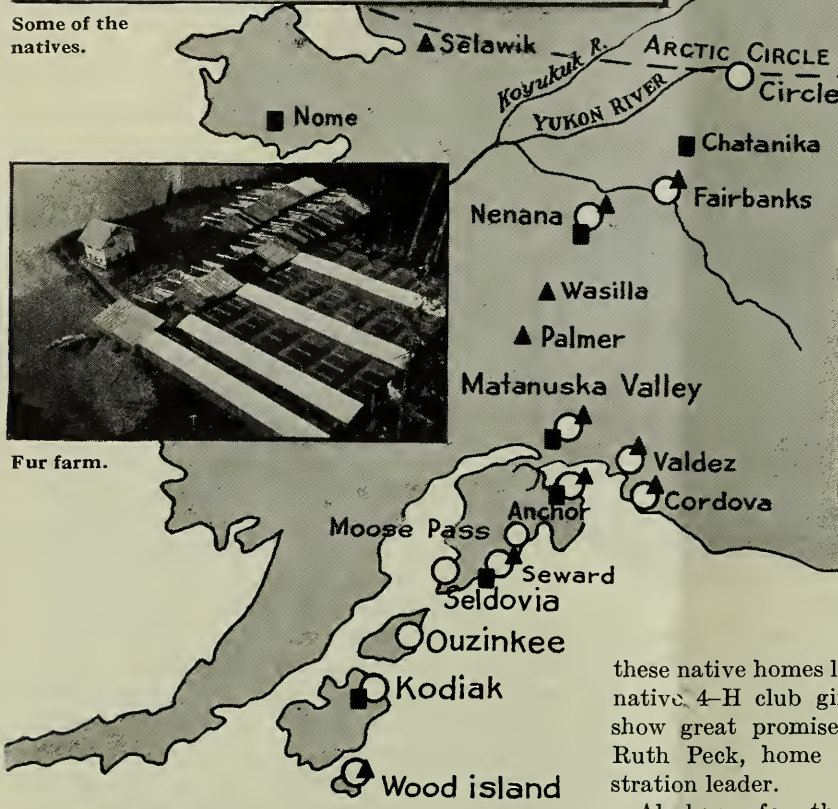 Some of the
natives.
Selawik
Koyukuk R.
ARCTIC CIRCLE
Circle
Nome
YUKON RIVER
Chatanika
Nenana
Fairbanks
Wasilla
Palmer
Matanuska Valley
Fur farm.
Valdez
Cordova
Anchor
Moose Pass
Seward
Seldovia
Ouzinkee
Kodiak
Wood island
these native homes l
native 4-H club gi
show great promise
Ruth Peck, home
stration leader.